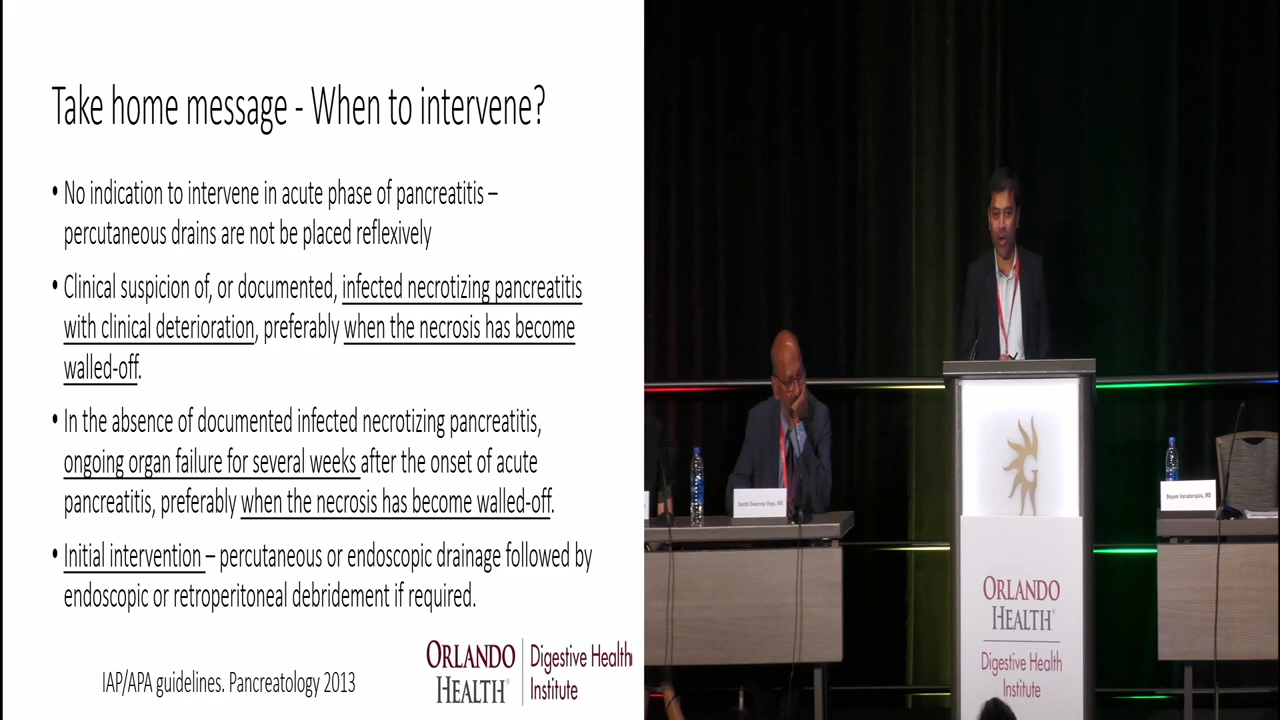 Take home message - When to intervene?
• No indication to intervene in acute phase of pancreatitis –
percutaneous drains are not be placed reflexively
• Clinical suspicion of, or documented, infected necrotizing pancreatitis
with clinical deterioration, preferably when the necrosis has become
walled-off.
• In the absence of documented infected necrotizing pancreatitis,
ongoing organ failure for several weeks after the onset of acute
pancreatitis, preferably when the necrosis has become walled-off.
• Initial intervention – percutaneous or endoscopic drainage followed by
endoscopic or retroperitoneal debridement if required.
IAP/APA guidelines. Pancreatology 2013
ORLANDO
HEALTH®
Digestive Health
Institute
Shyam Varadarajulu, MD
G
ORLANDO
HEALTH®
Digestive Health
Institute